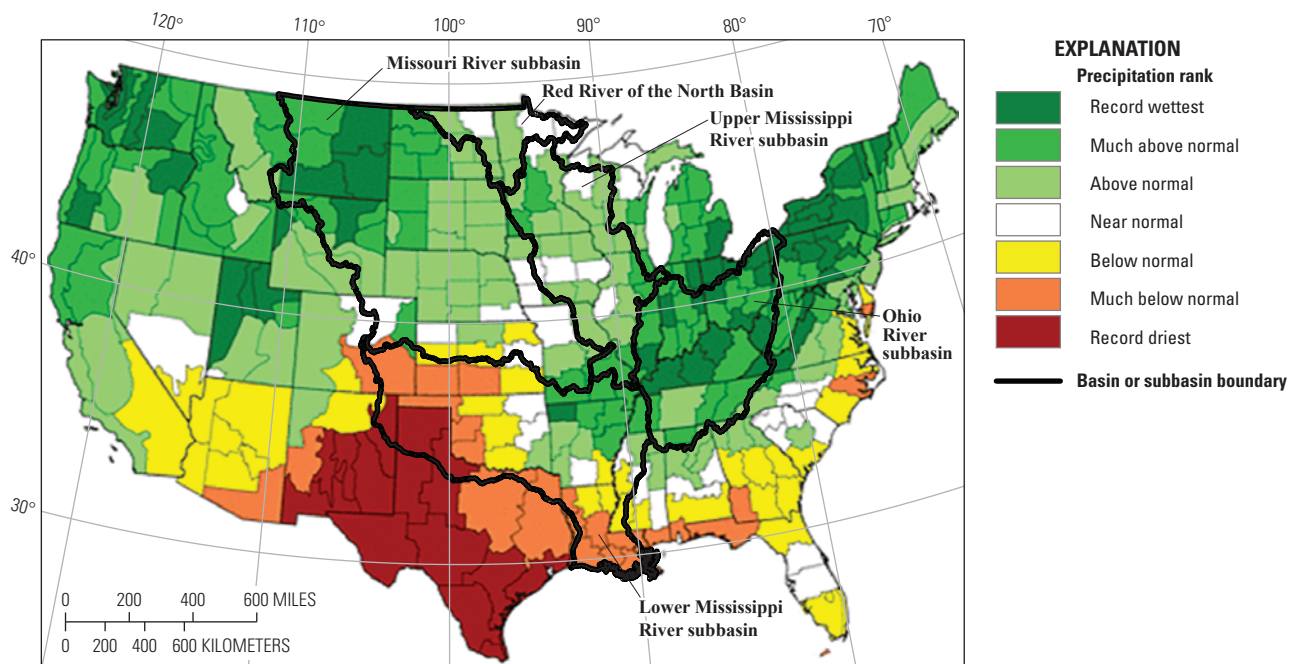 120°
110°
100°
90°
80°
70°
40°
30°
Missouri River subbasin
Red River of the North Basin
Upper Mississippi
River subbasin
Ohio
River
subbasin
Lower Mississippi
River subbasin
0 200 400 600 MILES
0 200 400 600 KILOMETERS
EXPLANATION
Precipitation rank
Record wettest
Much above normal
Above normal
Near normal
Below normal
Much below normal
Record driest
Basin or subbasin boundary